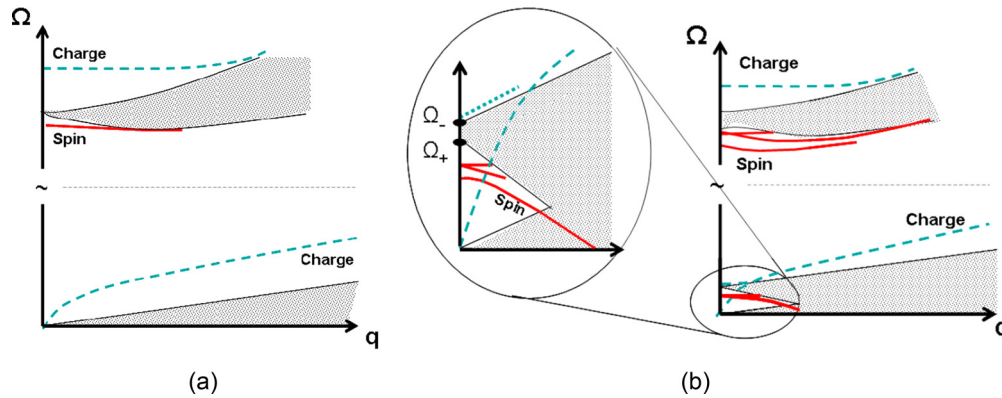 Ω
Charge
Spin
~
Charge
q
(a)
Ω-
Ω+
Spin
Ω
Charge
Spin
~
Charge
q
(b)